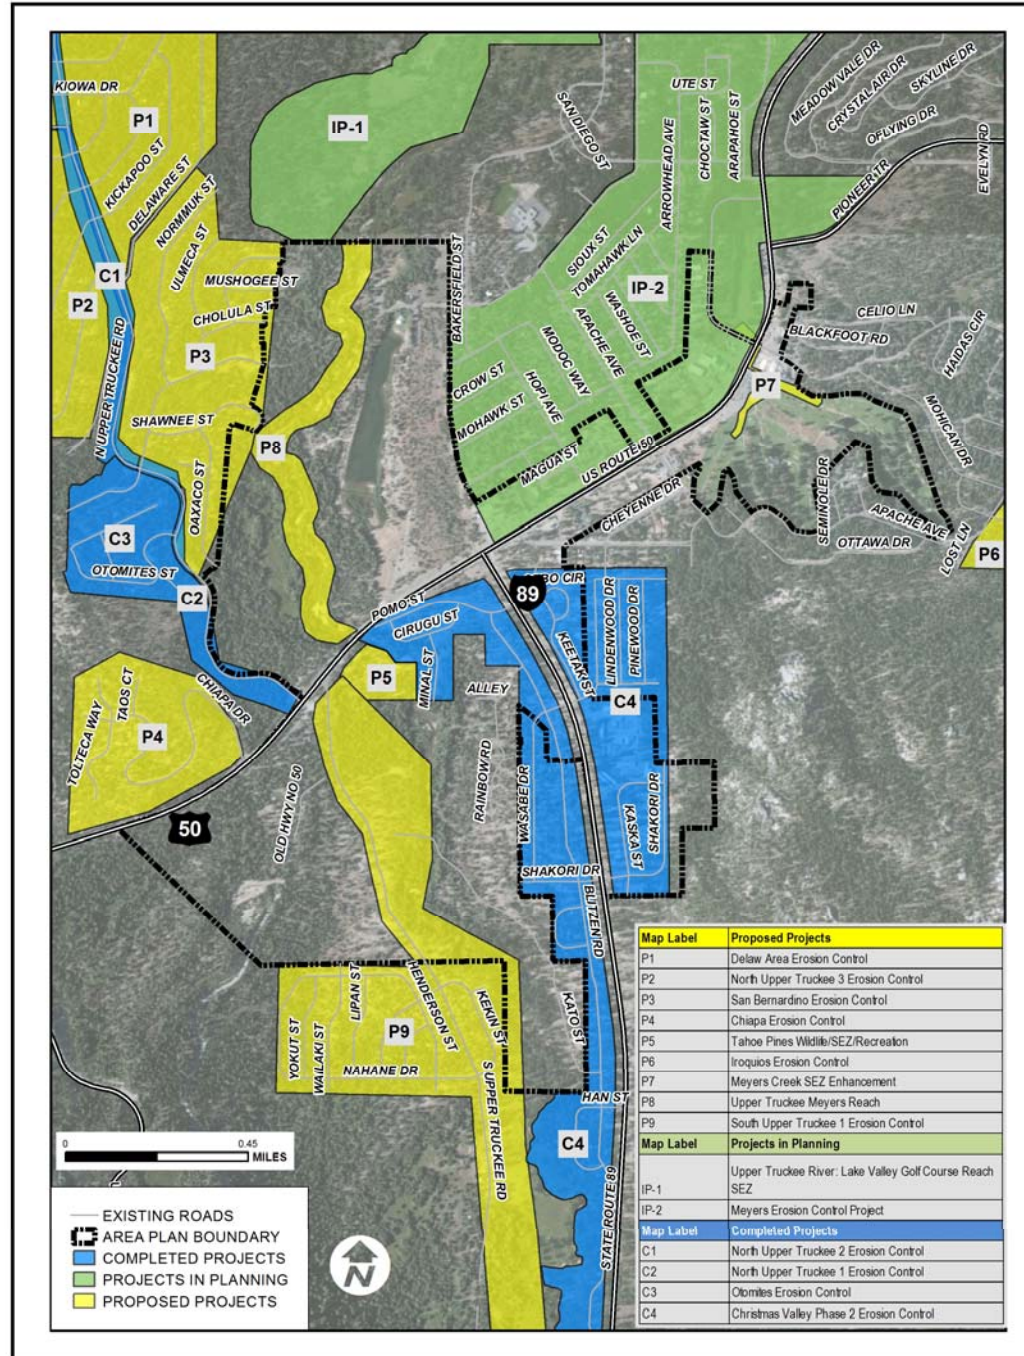 KIOWA DR
P1
IP-1
UTE ST
MEADOW VALE DR
CRYSTAL AIR DR
SKYLINE DR
OFLYING DR
SAN DIEGO ST
ARROWHEAD AVE
CHOCTAW ST
ARAPAHOE ST
EVELYN RD
PIONEER TR
KICKAPOO ST
DELAWARE ST
NORMMUK ST
ULMECA ST
C1
P2
MUSHOGEE ST
CHOLULA ST
BAKERSFIELD ST
SIOUX ST
TOMAHAWK LN
IP-2
WASHOE ST
APACHE AVE
MODOC WAY
CELIO LN
BLACKFOOT RD
HAIDAS CIR
N UPPER TRUCKEE RD
P3
CROW ST
HOPI AVE
MOHAWK ST
P7
SHAWNEE ST
P8
MAGUA ST
US ROUTE 50
MOHICAN DR
OAXACO ST
CHEYENNE DR
SEMINOLE DR
APACHE AVE
OTTAWA DR
LOST LN
P6
C3
OTOMITES ST
C2
POMO ST
CIRUGU ST
89
BO CIR
LINDENWOOD DR
PINEWOOD DR
KEETAK ST
MINAL ST
P5
ALLEY
C4
CHIAPA DR
TAOS CT
TOLTECA WAY
P4
RAINBOW RD
WASABE DR
OLD HWY NO 50
50
KASKA ST
SHAKORI DR
SHAKORI DR
BLITZEN RD
LIPAN ST
HENDERSON ST
KEKIN ST
KATO ST
YOKUT ST
WAILAKI ST
P9
NAHANE DR
S UPPER TRUCKEE RD
HAN ST
C4
STATE ROUTE 89
Map Label Proposed Projects
P1 Delaw Area Erosion Control
P2 North Upper Truckee 3 Erosion Control
P3 San Bernardino Erosion Control
P4 Chiapa Erosion Control
P5 Tahoe Pines Wildlife/SEZ/Recreation
P6 Iroquios Erosion Control
P7 Meyers Creek SEZ Enhancement
P8 Upper Truckee Meyers Reach
P9 South Upper Truckee 1 Erosion Control
Map Label Projects in Planning
IP-1 Upper Truckee River: Lake Valley Golf Course Reach
SEZ
IP-2 Meyers Erosion Control Project
Map Label Completed Projects
C1 North Upper Truckee 2 Erosion Control
C2 North Upper Truckee 1 Erosion Control
C3 Otomites Erosion Control
C4 Christmas Valley Phase 2 Erosion Control
0 0.45
MILES
EXISTING ROADS
AREA PLAN BOUNDARY
COMPLETED PROJECTS
PROJECTS IN PLANNING
PROPOSED PROJECTS
N